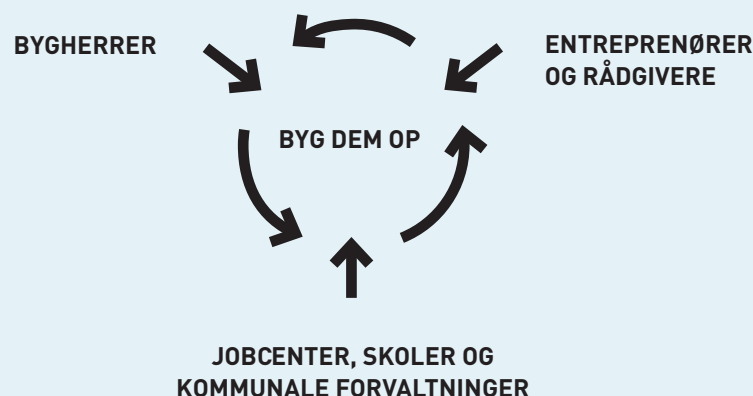 BYGHERRER
ENTREPRENØRER
OG RÅDGIVERE
BYG DEM OP
JOBCENTER, SKOLER OG
KOMMUNALE FORVALTNINGER